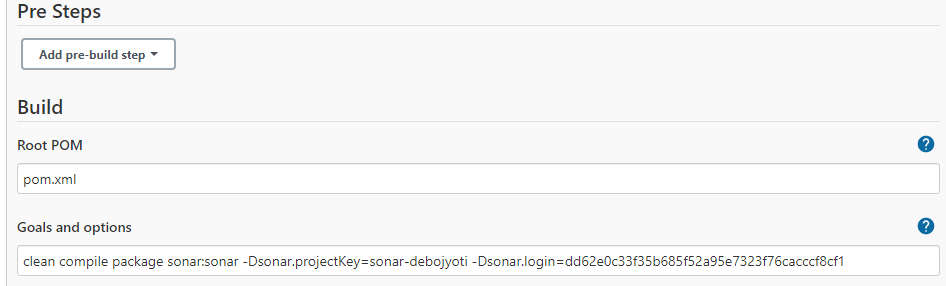 Pre Steps
Add pre-build step
Build
Root POM
?
pom.xml
Goals and options
?
clean compile package sonar:sonar -Dsonar.projectKey=sonar-debojyoti -Dsonar.login=dd62e0c33f35b685f52a95e7323f76cacccf8cf1